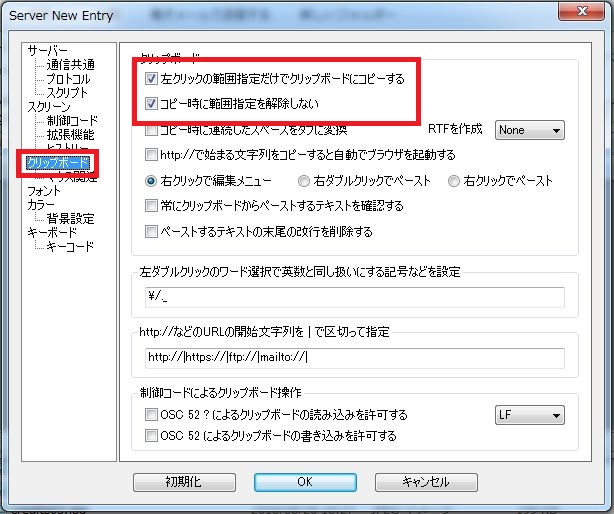 Server New Entry
サーバー
通信共通
プロトコル
スクリプト
スクリーン
制御コード
拡張機能
ヒストリー
クリップボード
マウス関連
フォント
カラー
背景設定
キーボード
キーコード
クリップボード
左クリックの範囲指定だけでクリップボードにコピーする
コピー時に範囲指定を解除しない
コピー時に連続したスペースをタブに変換 RTFを作成 None
http://で始まる文字列をコピーすると自動でブラウザを起動する
右クリックで編集メニュー 右ダブルクリックでペースト 右クリックでペースト
常にクリップボードからペーストするテキストを確認する
ペーストするテキストの末尾の改行を削除する
左ダブルクリックのワード選択で英数と同し扱いにする記号などを設定
¥/_
http://などのURLの開始文字列を | で区切って指定
http://|https://|ftp://|mailto://|
制御コードによるクリップボード操作
OSC 52 ? によるクリップボードの読み込みを許可する LF
OSC 52 によるクリップボードの書き込みを許可する
初期化 OK キャンセル